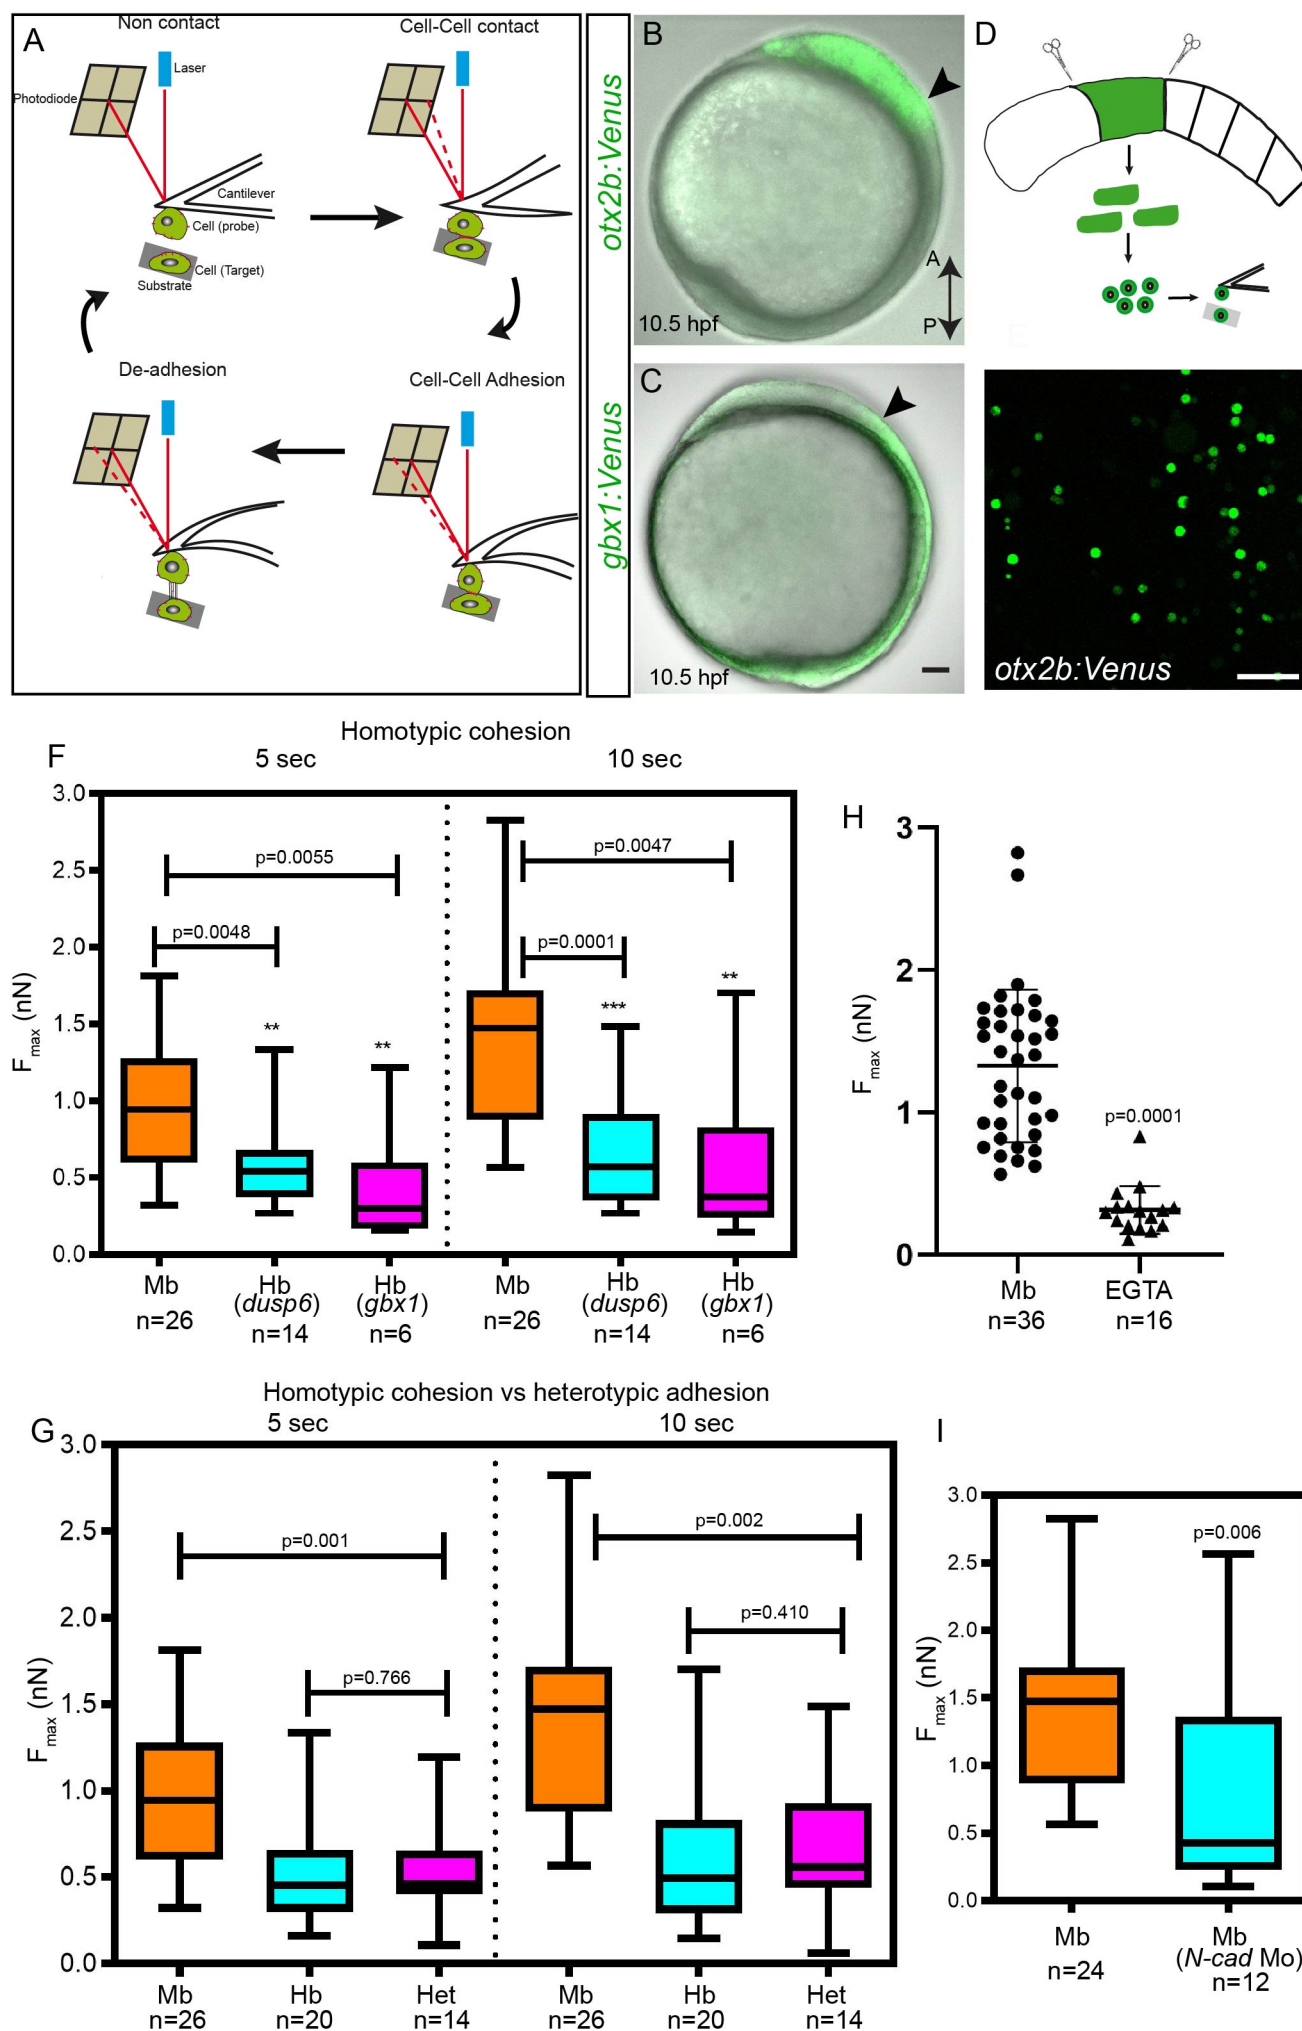 A
Non contact
Cell-Cell contact
Laser
Photodiode
Cantilever
Cell (probe)
Cell (Target)
Substrate
De-adhesion
Cell-Cell Adhesion
otx2b:Venus
gbx1:Venus
B
A
P
10.5 hpf
C
10.5 hpf
D
E
otx2b:Venus
F
Homotypic cohesion
5 sec
10 sec
3.0
2.5
2.0
1.5
1.0
0.5
0.0
Fmax (nN)
p=0.0055
p=0.0048
**
**
p=0.0047
p=0.0001
***
**
Mb
n=26
Hb
(dusp6)
n=14
Hb
(gbx1)
n=6
Mb
n=26
Hb
(dusp6)
n=14
Hb
(gbx1)
n=6
H
3
2
1
0
Fmax (nN)
p=0.0001
Mb
n=36
EGTA
n=16
Homotypic cohesion vs heterotypic adhesion
G
5 sec
10 sec
3.0
2.5
2.0
1.5
1.0
0.5
0.0
Fmax (nN)
p=0.001
p=0.766
p=0.002
p=0.410
Mb
n=26
Hb
n=20
Het
n=14
Mb
n=26
Hb
n=20
Het
n=14
I
3.0
2.5
2.0
1.5
1.0
0.5
0.0
Fmax (nN)
p=0.006
Mb
n=24
Mb
(N-cad Mo)
n=12